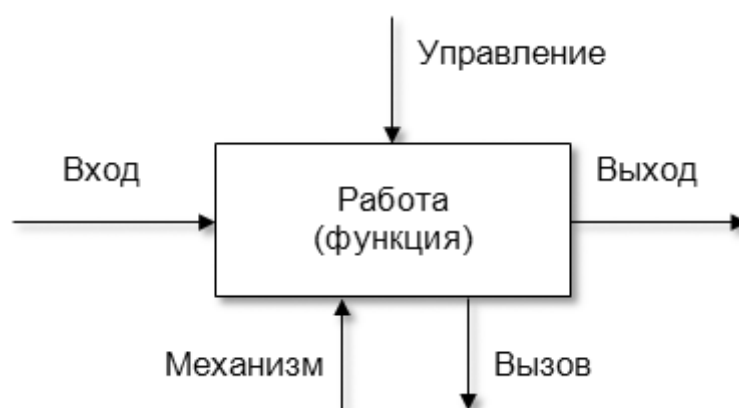 Управление
Вход
Работа
(функция)
Выход
Механизм
Вызов